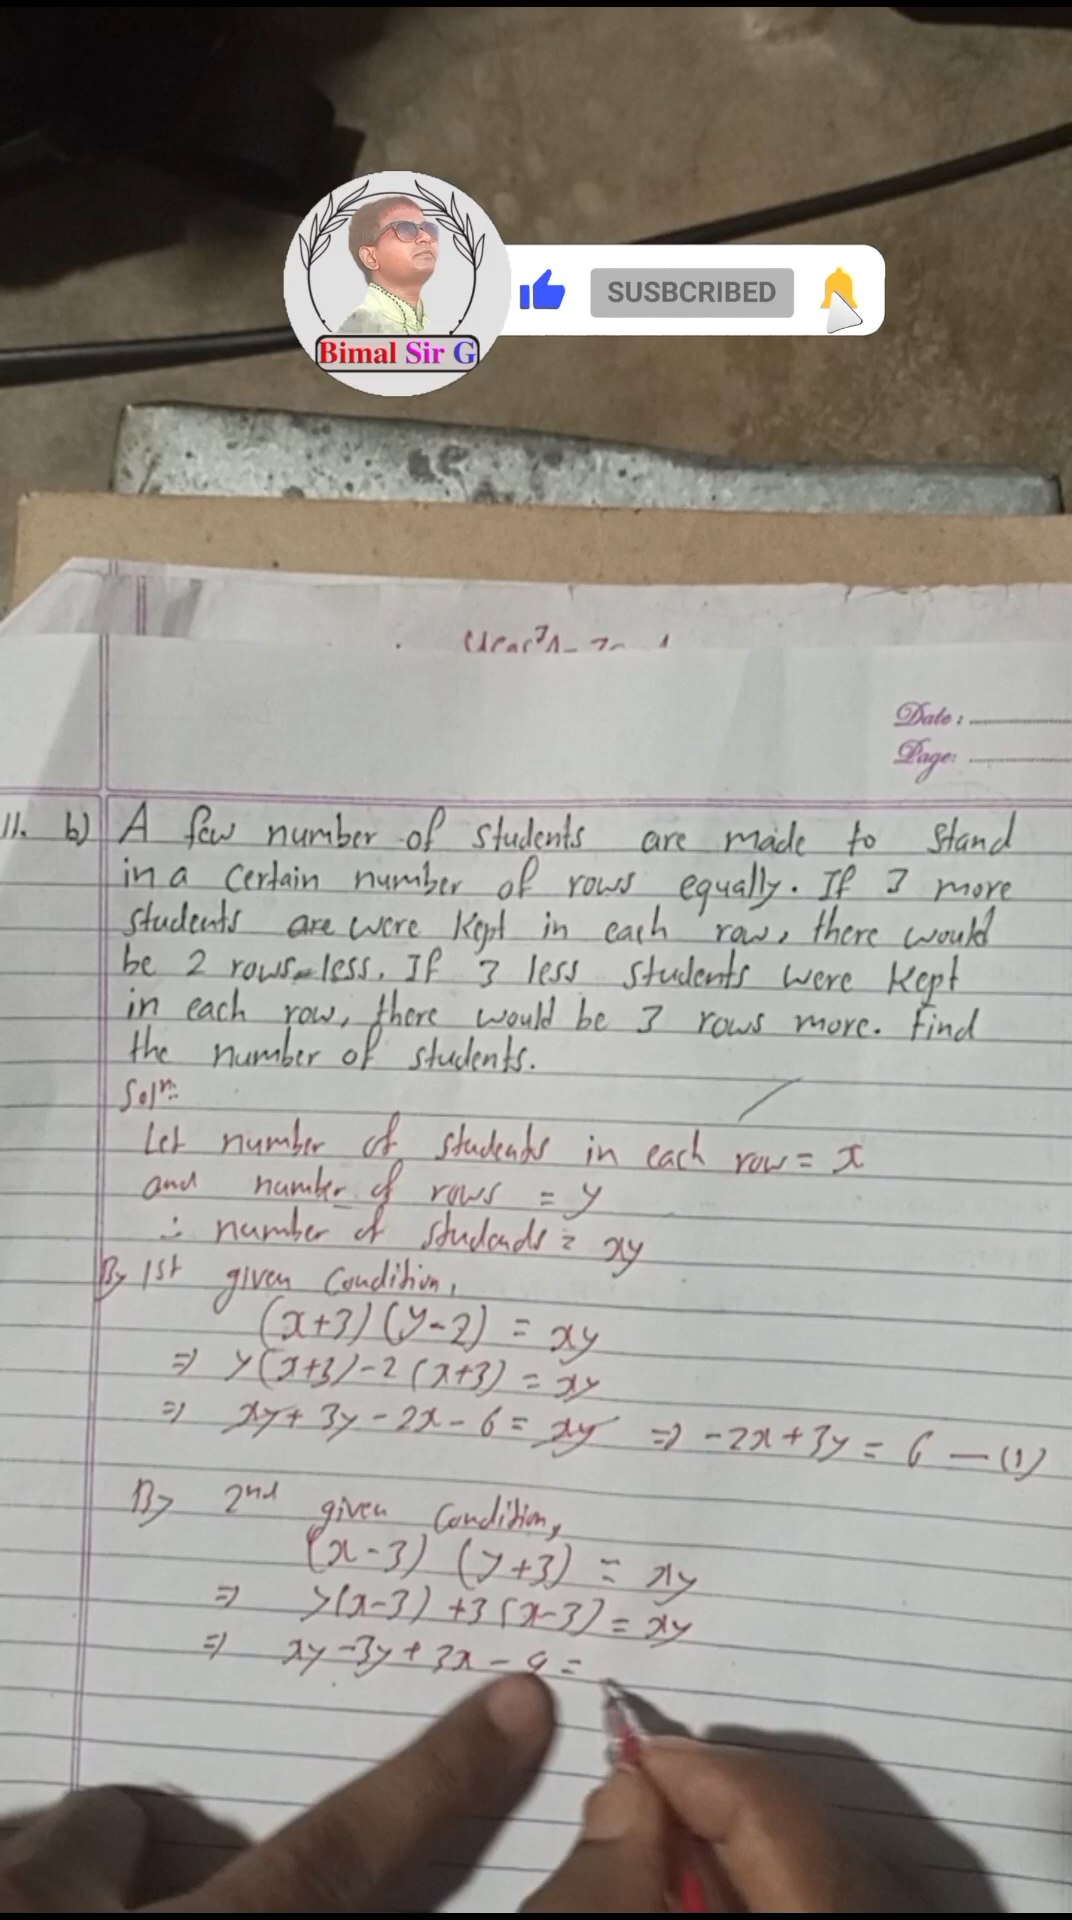 SUSBCRIBED
Bimal Sir G
Date:
Page:
11. b) A few number of students are made to stand
in a certain number of rows equally. If 3 more
students are were kept in each row, there would
be 2 rows less. If 3 less students were kept
in each row, there would be 3 rows more. Find
the number of students.
Solⁿ:
Let number of students in each row = x
and number of rows = y
∴ number of students = xy
By 1st given condition,
(x+3) (y-2) = xy
⇒ y(x+3)-2(x+3) = xy
⇒ xy+3y-2x-6 = xy ⇒ -2x+3y = 6 — (1)
By 2nd given condition,
(x-3) (y+3) = xy
⇒ y(x-3)+3(x-3) = xy
⇒ xy-3y+3x-9 =